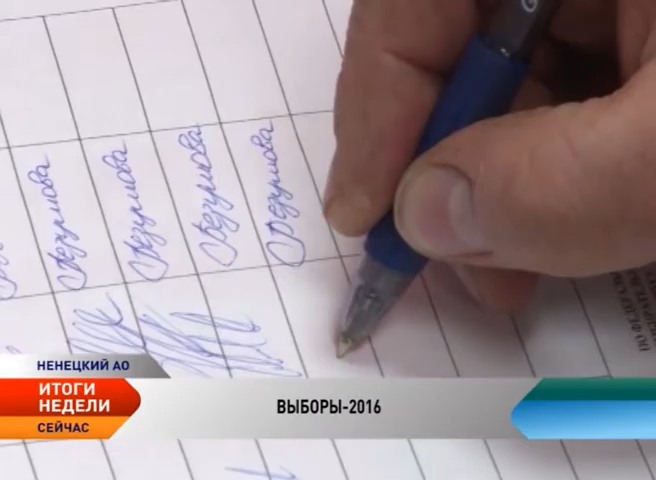 Безумова
Безумова
Безумова
Безумова
НЕНЕЦКИЙ АО
ИТОГИ
НЕДЕЛИ
СЕЙЧАС
ВЫБОРЫ-2016